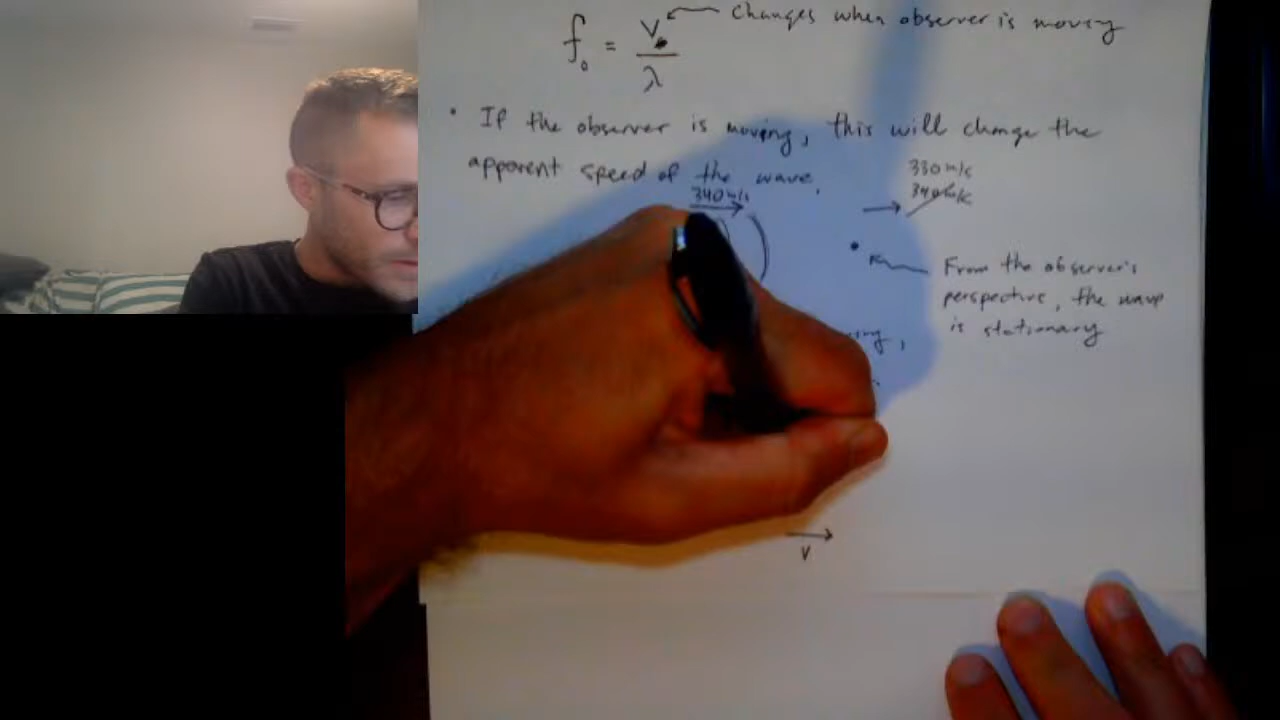 f₀ = v/λ changes when observer is moving
• If the observer is moving, this will change the
apparent speed of the wave.
340 m/s
330 m/s
340 m/s
From the observer's
perspective, the wave
is stationary
v